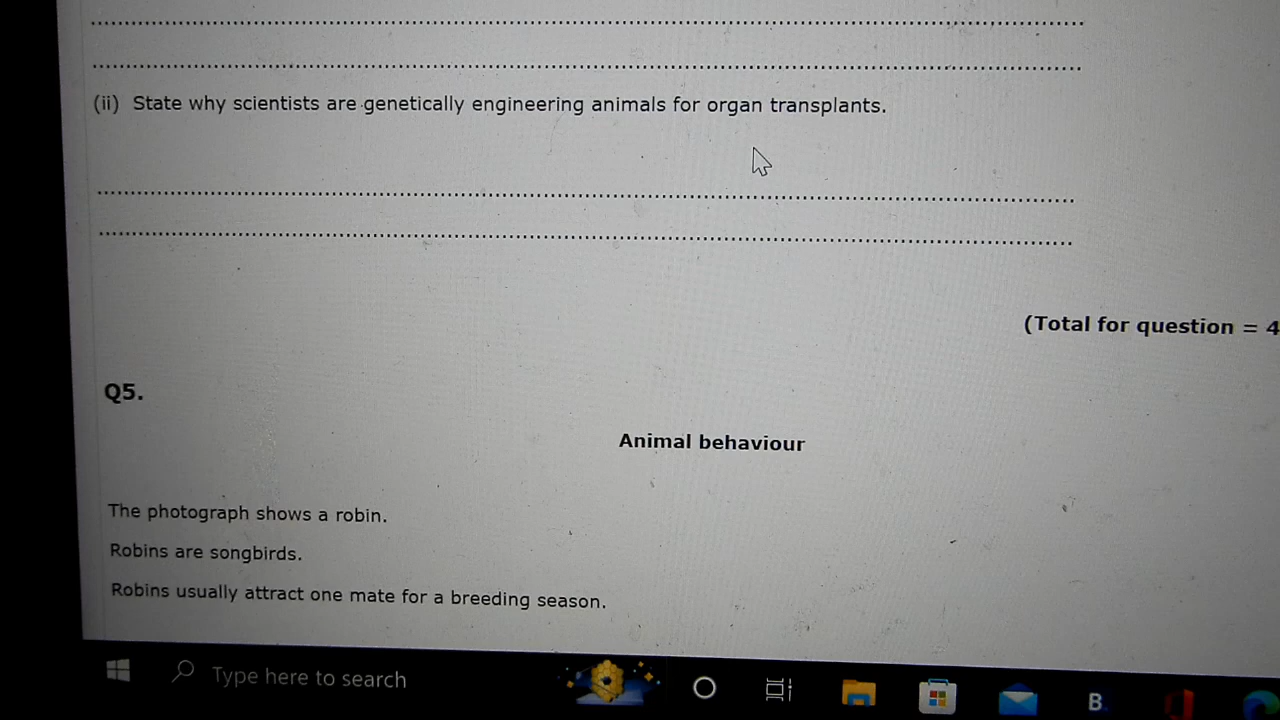 (ii) State why scientists are genetically engineering animals for organ transplants.
(Total for question = 4
Q5.
Animal behaviour
The photograph shows a robin.
Robins are songbirds.
Robins usually attract one mate for a breeding season.
Type here to search
B